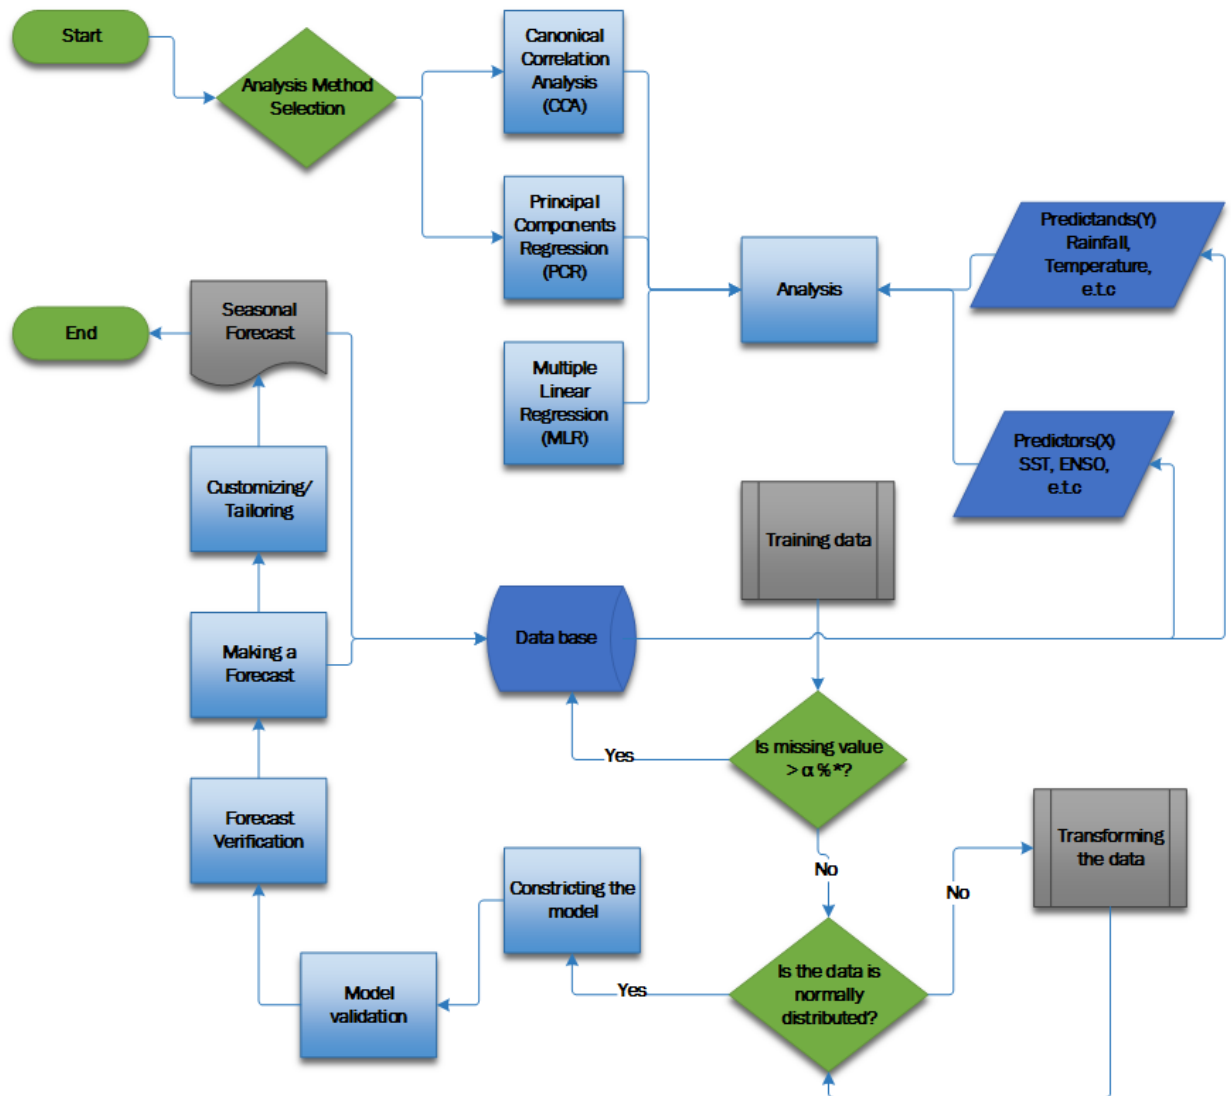 Start
Analysis Method
Selection
Canonical
Correlation
Analysis
(CCA)
Principal
Components
Regression
(PCR)
Multiple
Linear
Regression
(MLR)
Analysis
Predictands(Y)
Rainfall,
Temperature,
e.t.c
Predictors(X)
SST, ENSO,
e.t.c
Seasonal
Forecast
End
Customizing/
Tailoring
Training data
Data base
Making a
Forecast
Is missing value
> α %*?
Yes
No
Forecast
Verification
Constricting the
model
Transforming
the data
No
Is the data is
normally
distributed?
Yes
Model
validation